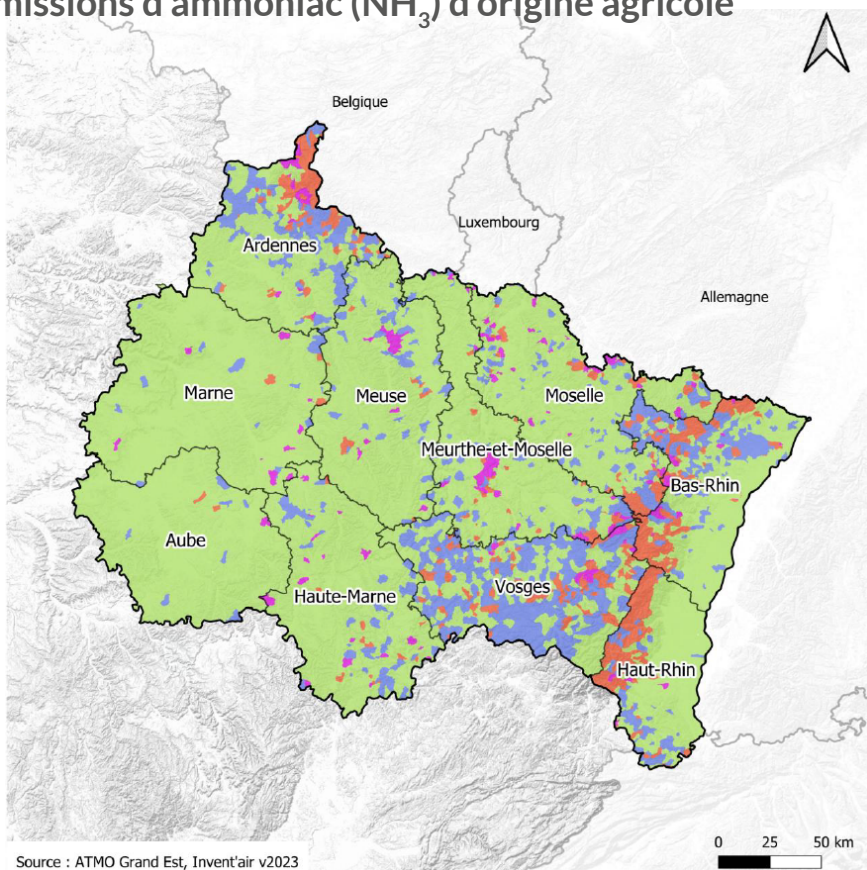 missions d'ammoniac (NH₃) d'origine agricole
Belgique
Luxembourg
Ardennes
Allemagne
Marne
Meuse
Moselle
Meurthe-et-Moselle
Bas-Rhin
Aube
Haute-Marne
Vosges
Haut-Rhin
0 25 50 km
Source : ATMO Grand Est, Invent'air v2023